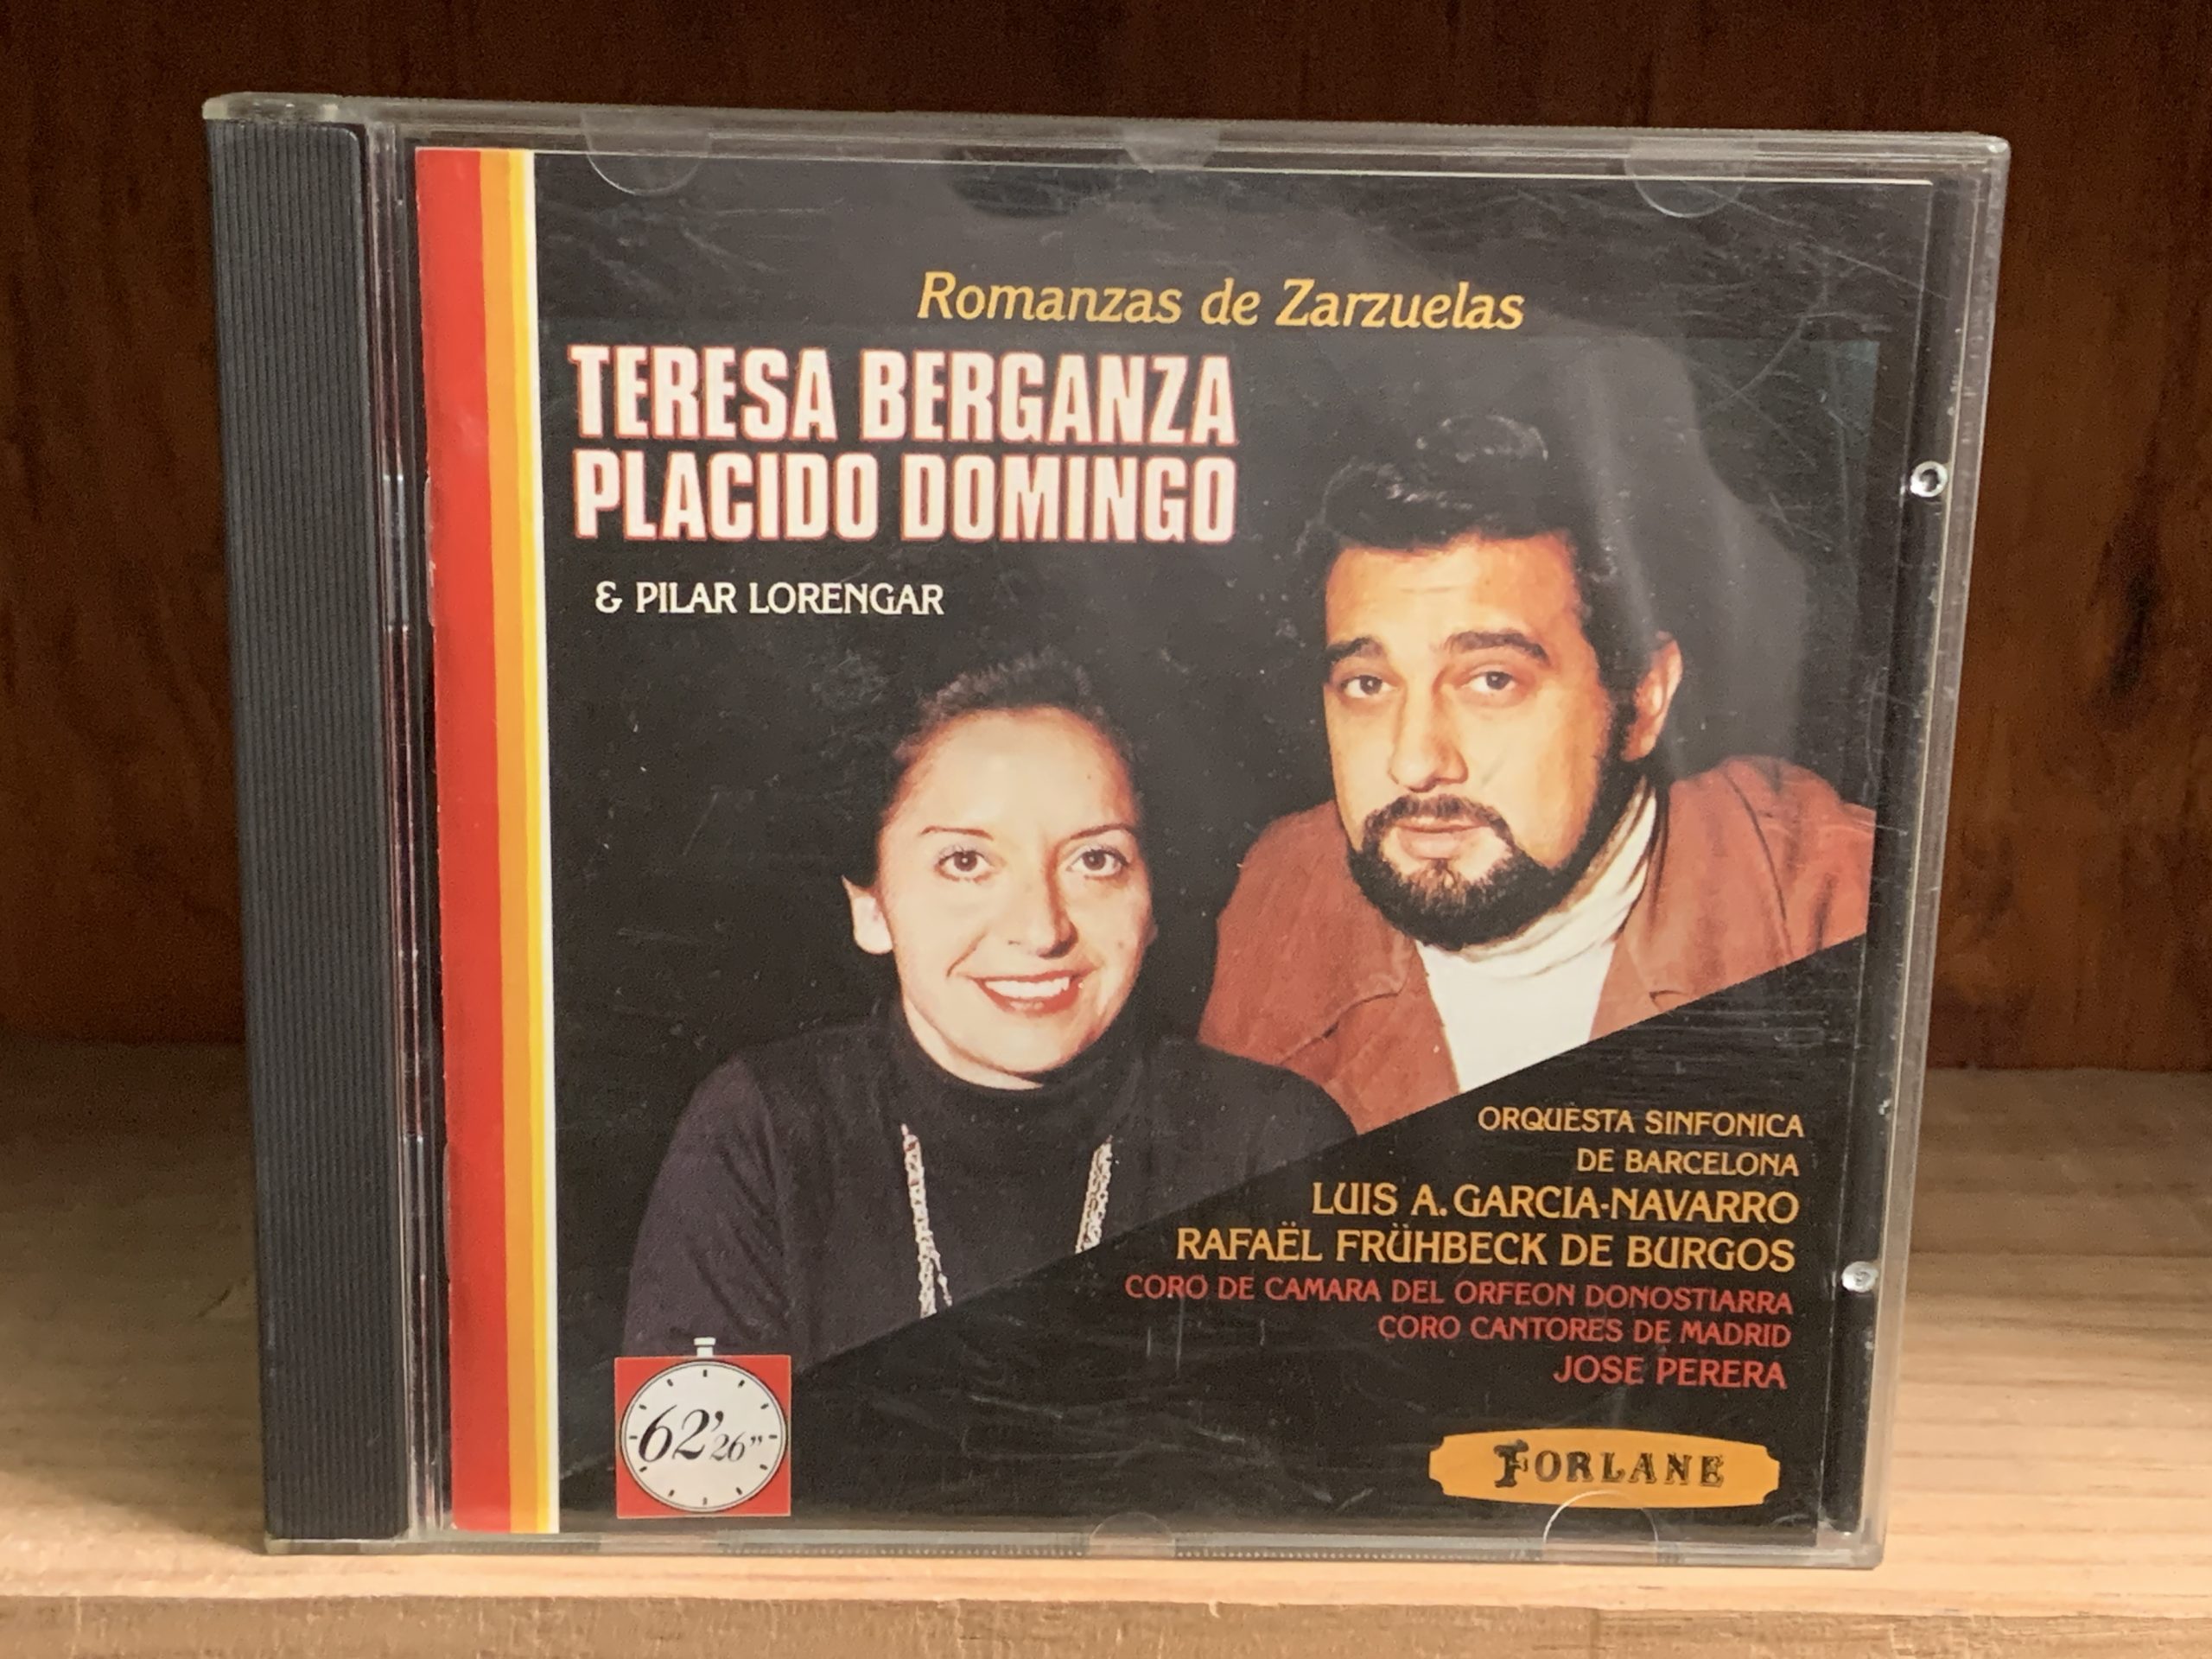 Romanzas de Zarzuelas
TERESA BERGANZA
PLACIDO DOMINGO
& PILAR LORENGAR
ORQUESTA SINFONICA
DE BARCELONA
LUIS A. GARCIA-NAVARRO
RAFAËL FRÜHBECK DE BURGOS
CORO DE CAMARA DEL ORFEON DONOSTIARRA
CORO CANTORES DE MADRID
JOSE PERERA
62'26"
FORLANE